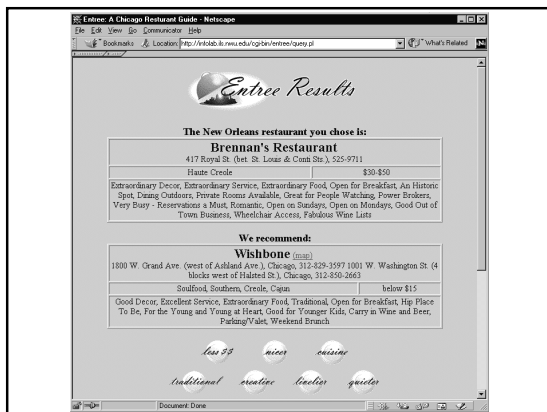 Entree: A Chicago Resturant Guide - Netscape
File Edit View Go Communicator Help
Bookmarks Location: http://infolab.ils.nwu.edu/cgi-bin/entree/query.pl What's Related
Entree Results
The New Orleans restaurant you chose is:
Brennan's Restaurant
417 Royal St. (bet. St. Louis & Conti Sts.), 525-9711
Haute Creole $30-$50
Extraordinary Decor, Extraordinary Service, Extraordinary Food, Open for Breakfast, An Historic
Spot, Dining Outdoors, Private Rooms Available, Great for People Watching, Power Brokers,
Very Busy - Reservations a Must, Romantic, Open on Sundays, Open on Mondays, Good Out of
Town Business, Wheelchair Access, Fabulous Wine Lists
We recommend:
Wishbone (map)
1800 W. Grand Ave. (west of Ashland Ave.), Chicago, 312-829-3597 1001 W. Washington St. (4
blocks west of Halsted St.), Chicago, 312-850-2663
Soulfood, Southern, Creole, Cajun below $15
Good Decor, Excellent Service, Extraordinary Food, Traditional, Open for Breakfast, Hip Place
To Be, For the Young and Young at Heart, Good for Younger Kids, Carry in Wine and Beer,
Parking/Valet, Weekend Brunch
less $$ nicer cuisine
traditional creative livelier quieter
Document: Done